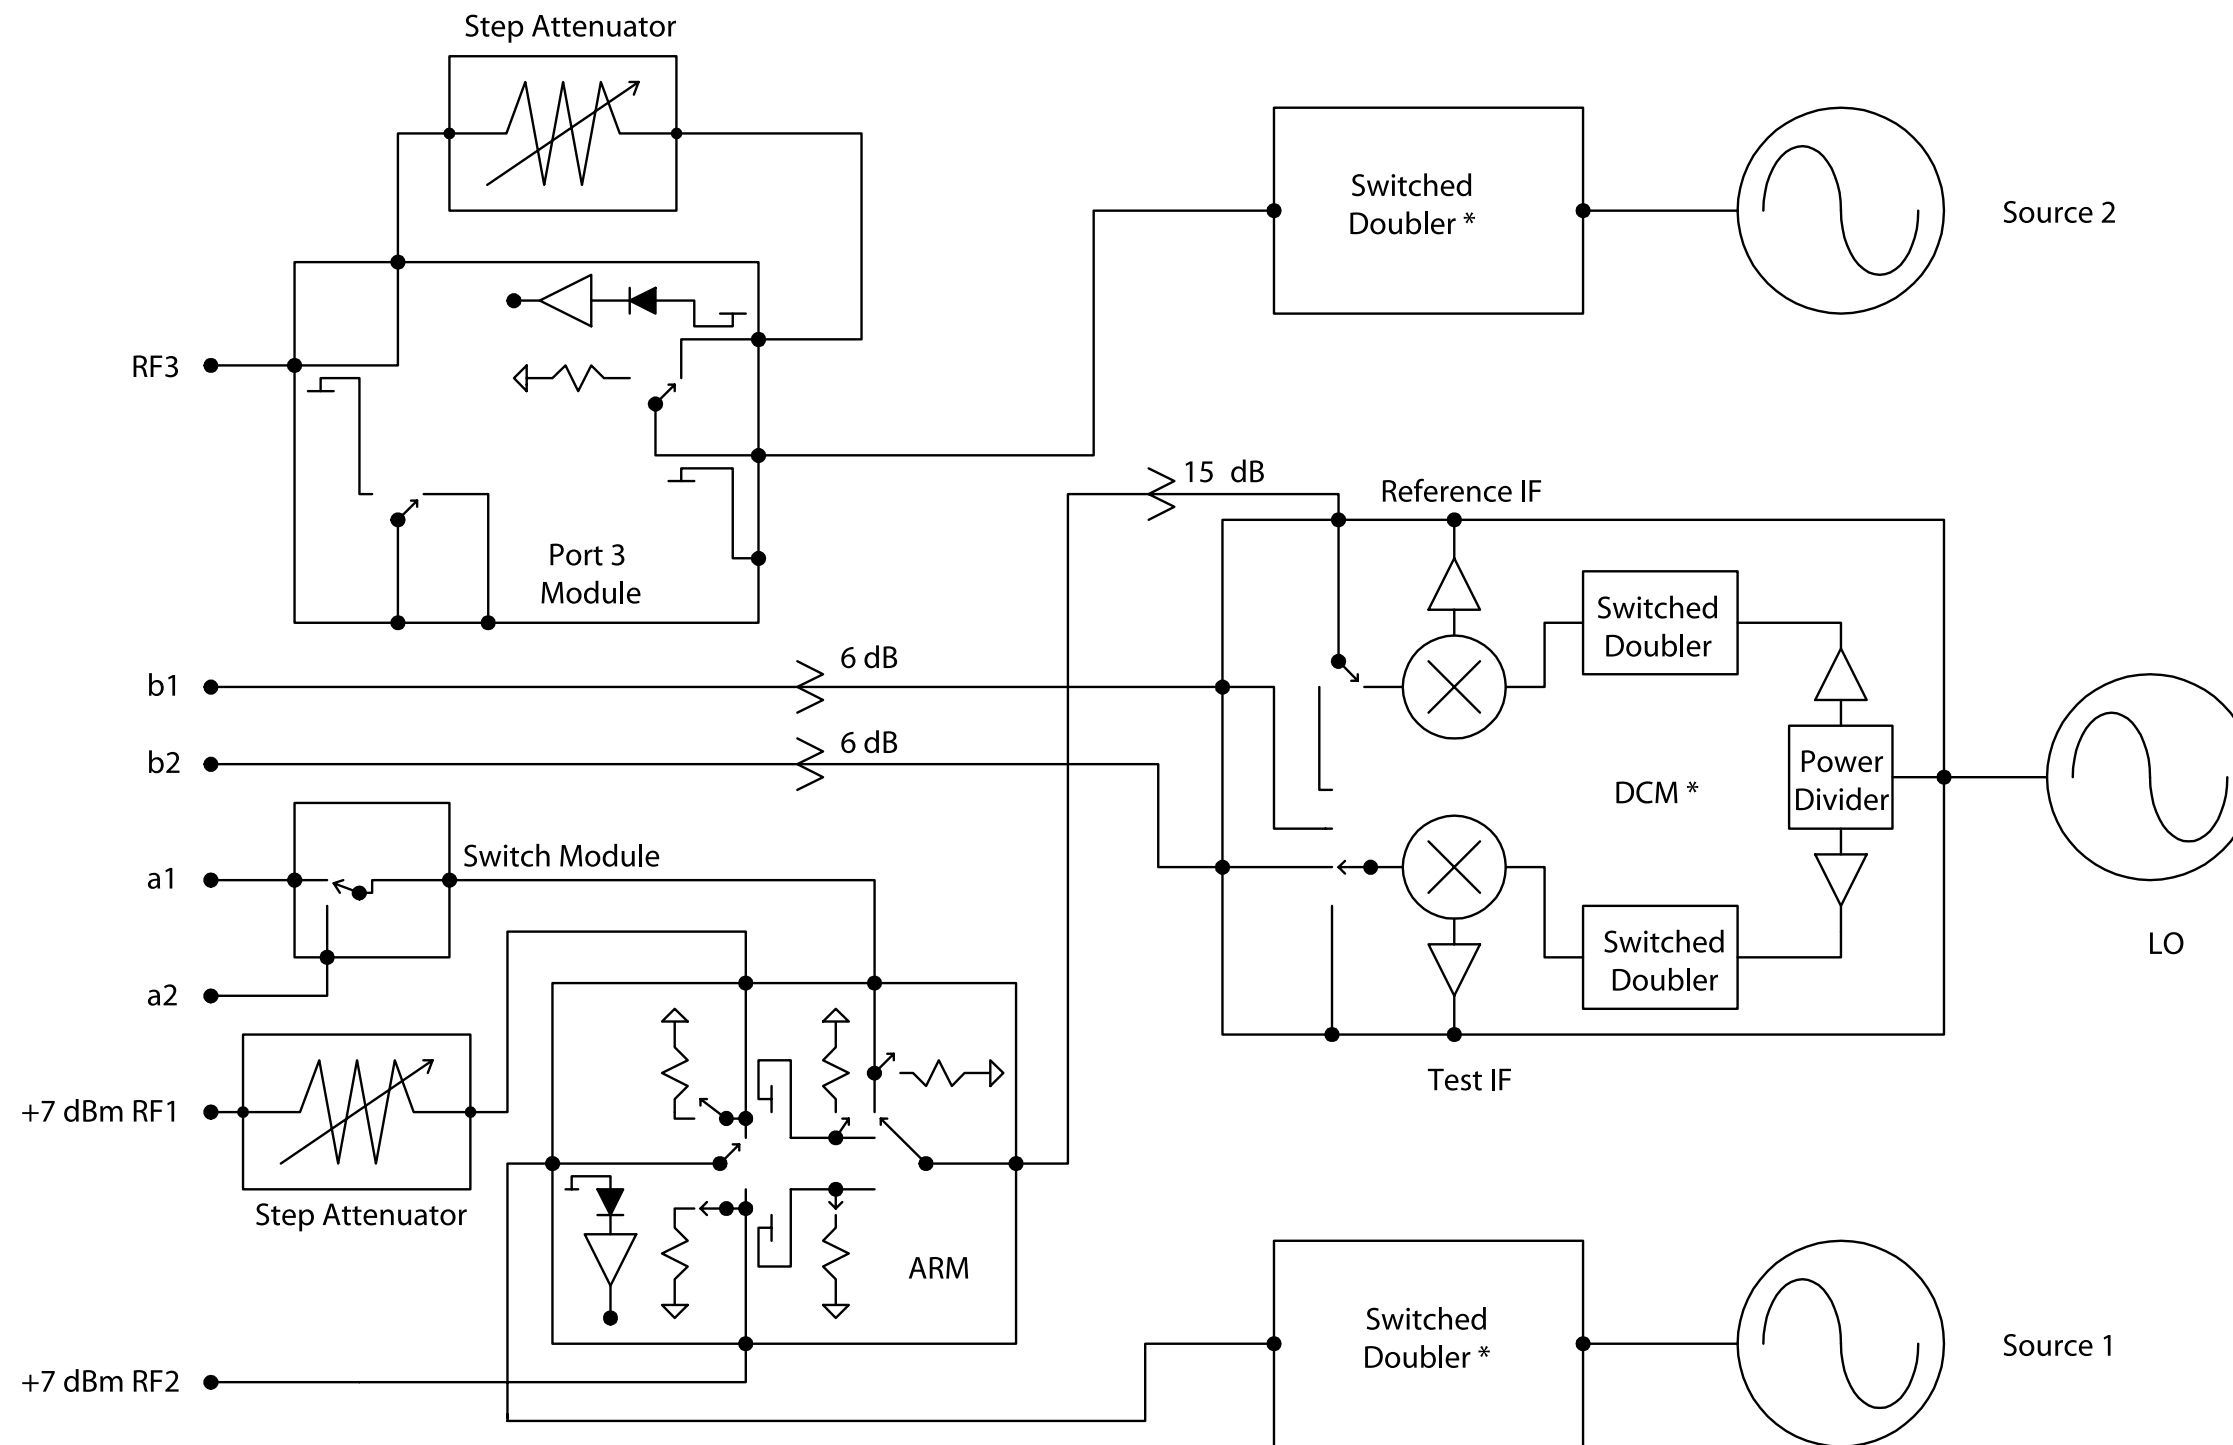 Step Attenuator
Switched
Doubler *
Source 2
RF3
15 dB
Reference IF
Port 3
Module
Switched
Doubler
b1
6 dB
b2
6 dB
Power
Divider
DCM *
Switch Module
a1
LO
Switched
Doubler
a2
Test IF
+7 dBm RF1
Step Attenuator
ARM
Switched
Doubler *
Source 1
+7 dBm RF2